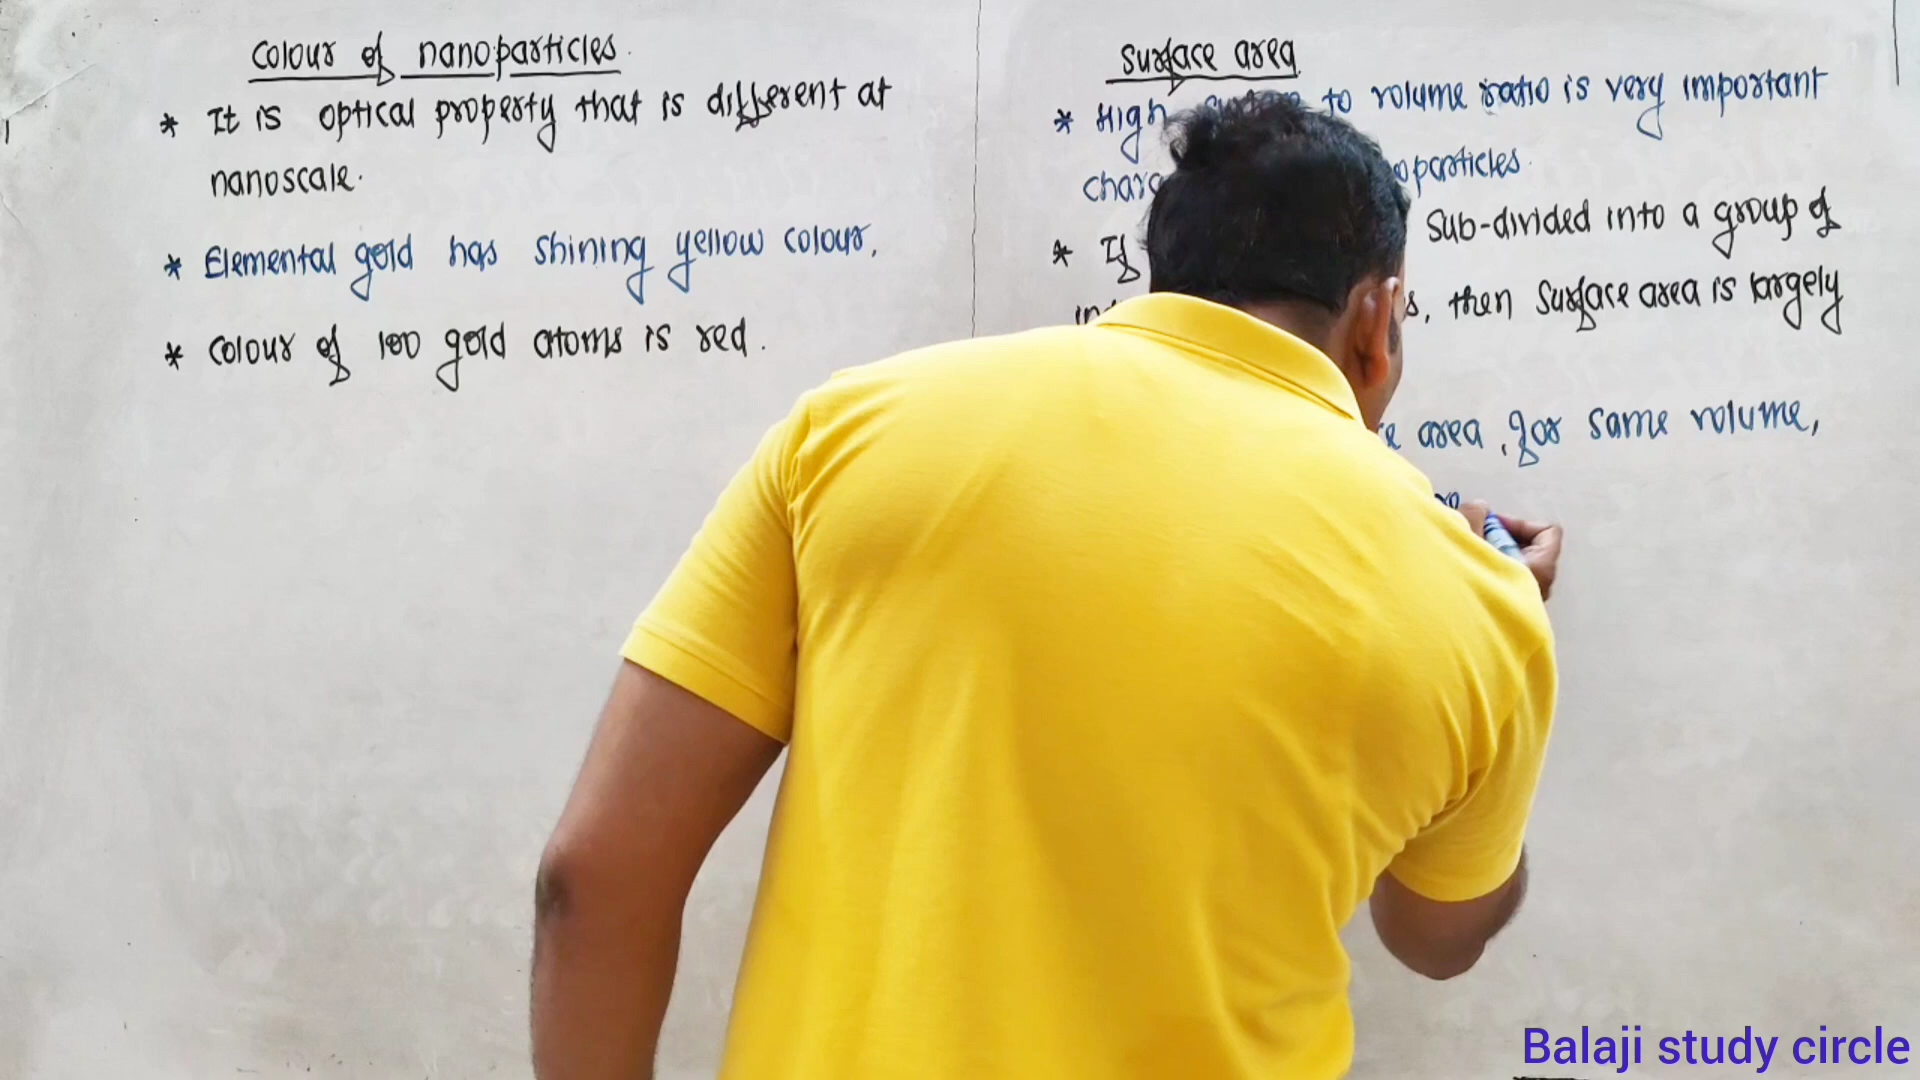 Colour of nanoparticles.
* It is optical property that is different at
nanoscale.
* Elemental gold has shining yellow colour.
* Colour of 100 gold atoms is red.
Surface area
* High surface to volume ratio is very important
sub-divided into a group of
, then surface area is largely
area, for same volume,
Balaji study circle